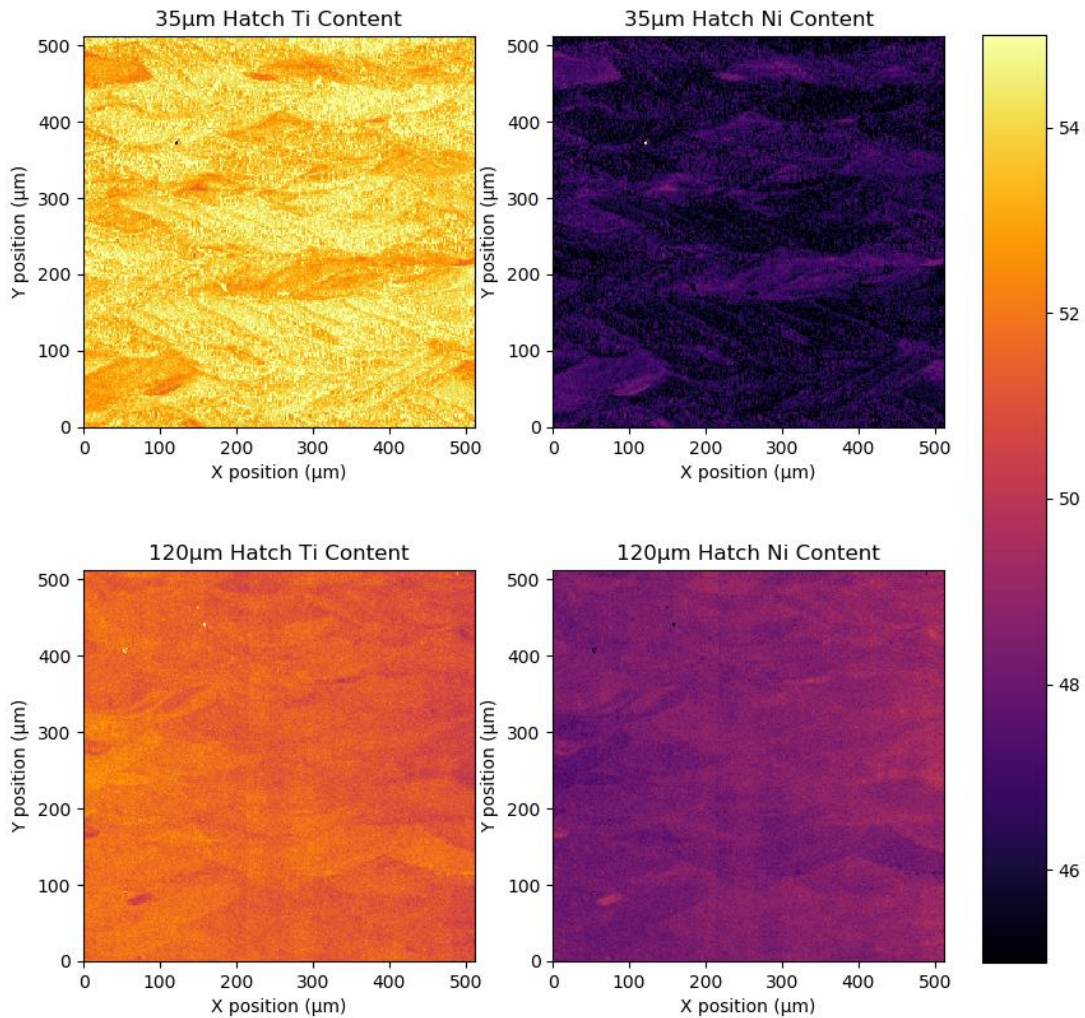 35µm Hatch Ti Content
35µm Hatch Ni Content
500
400
300
200
100
0
Y position (µm)
0 100 200 300 400 500
X position (µm)
500
400
300
200
100
0
Y position (µm)
0 100 200 300 400 500
X position (µm)
120µm Hatch Ti Content
120µm Hatch Ni Content
500
400
300
200
100
0
Y position (µm)
0 100 200 300 400 500
X position (µm)
500
400
300
200
100
0
Y position (µm)
0 100 200 300 400 500
X position (µm)
54
52
50
48
46